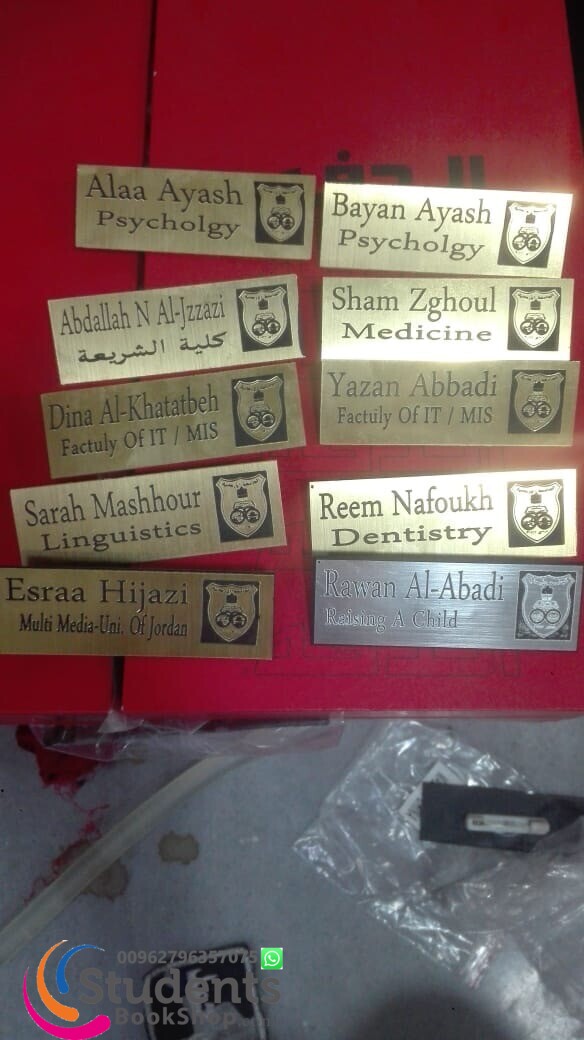 Alaa Ayash
Psycholgy
Bayan Ayash
Psycholgy
Abdallah N Al-Jzzazi
كلية الشريعة
Sham Zghoul
Medicine
Dina Al-Khatatbeh
Factuly Of IT / MIS
Yazan Abbadi
Factuly Of IT / MIS
Sarah Mashhour
Linguistics
Reem Nafoukh
Dentistry
Esraa Hijazi
Multi Media-Uni. Of Jordan
Rawan Al-Abadi
Raising A Child
00962796357075
Students
BookShop